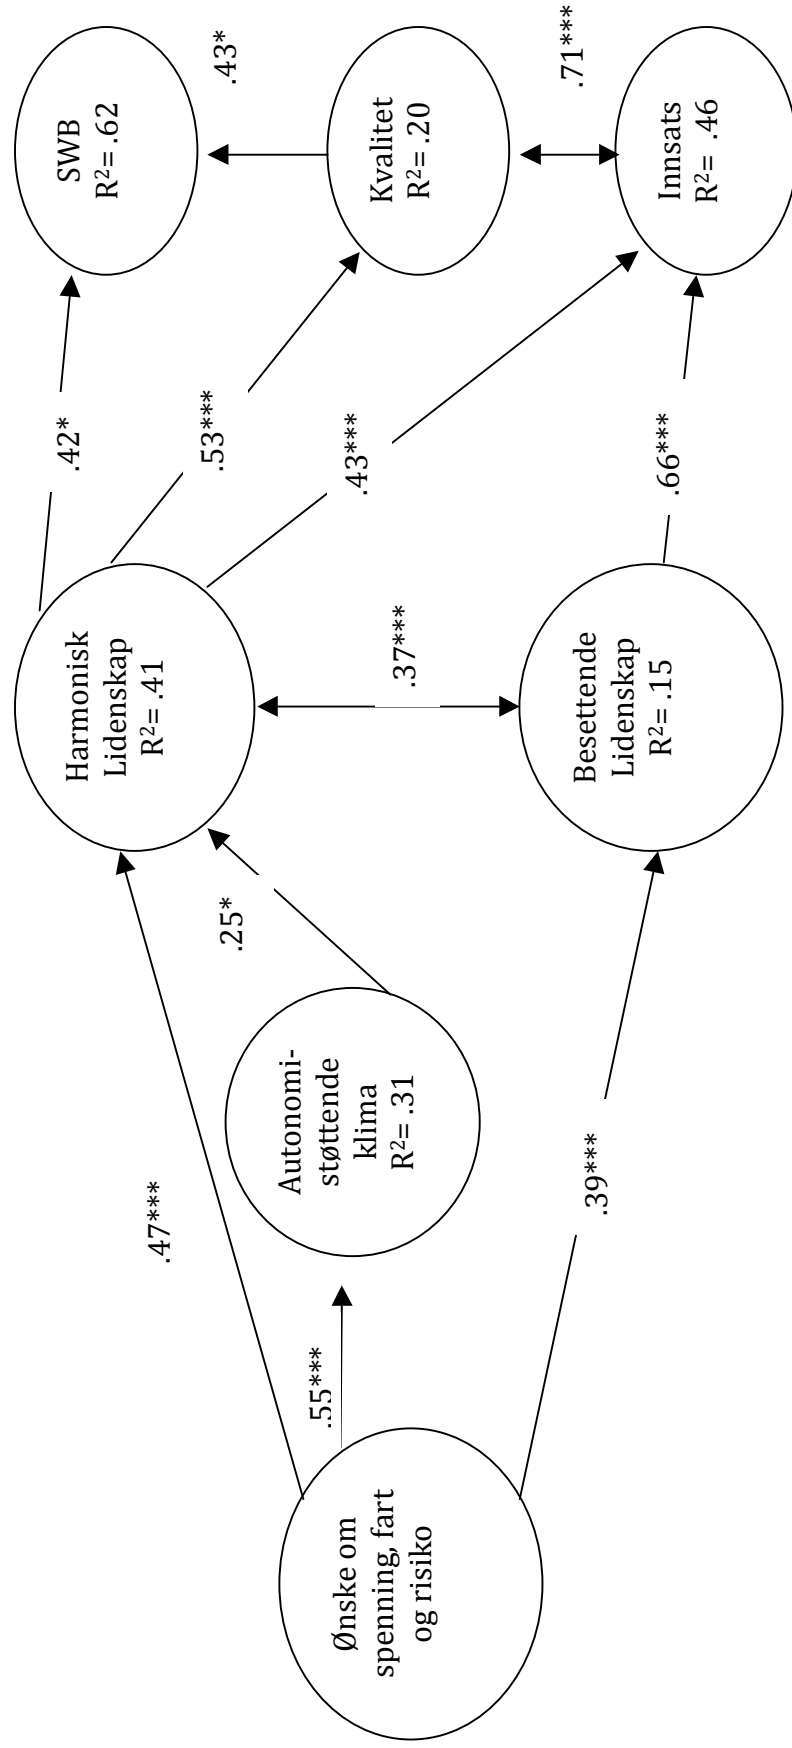 Ønske om
spenning, fart
og risiko
.47***
.55***
.39***
Autonomi-
støttende
klima
R²= .31
.25*
Harmonisk
Lidenskap
R²= .41
.37***
Besettende
Lidenskap
R²= .15
.42*
.53***
.43***
.66***
SWB
R²= .62
.43*
Kvalitet
R²= .20
.71***
Innsats
R²= .46